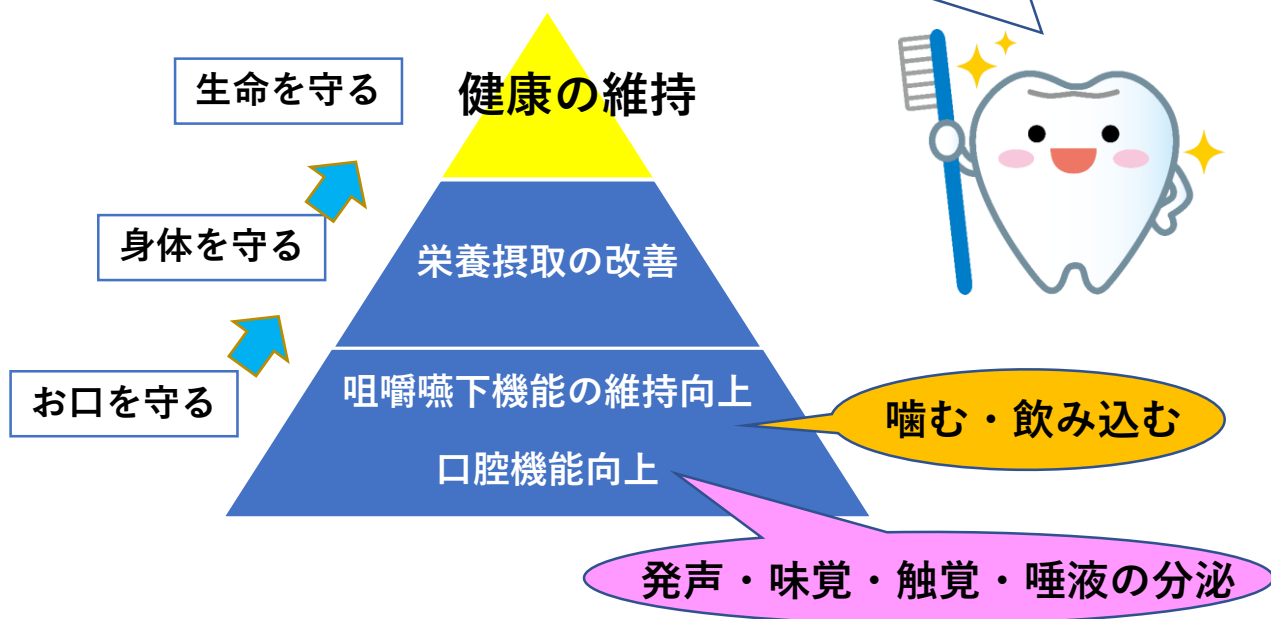 生命を守る
健康の維持
身体を守る
栄養摂取の改善
お口を守る
咀嚼嚥下機能の維持向上
噛む・飲み込む
口腔機能向上
発声・味覚・触覚・唾液の分泌